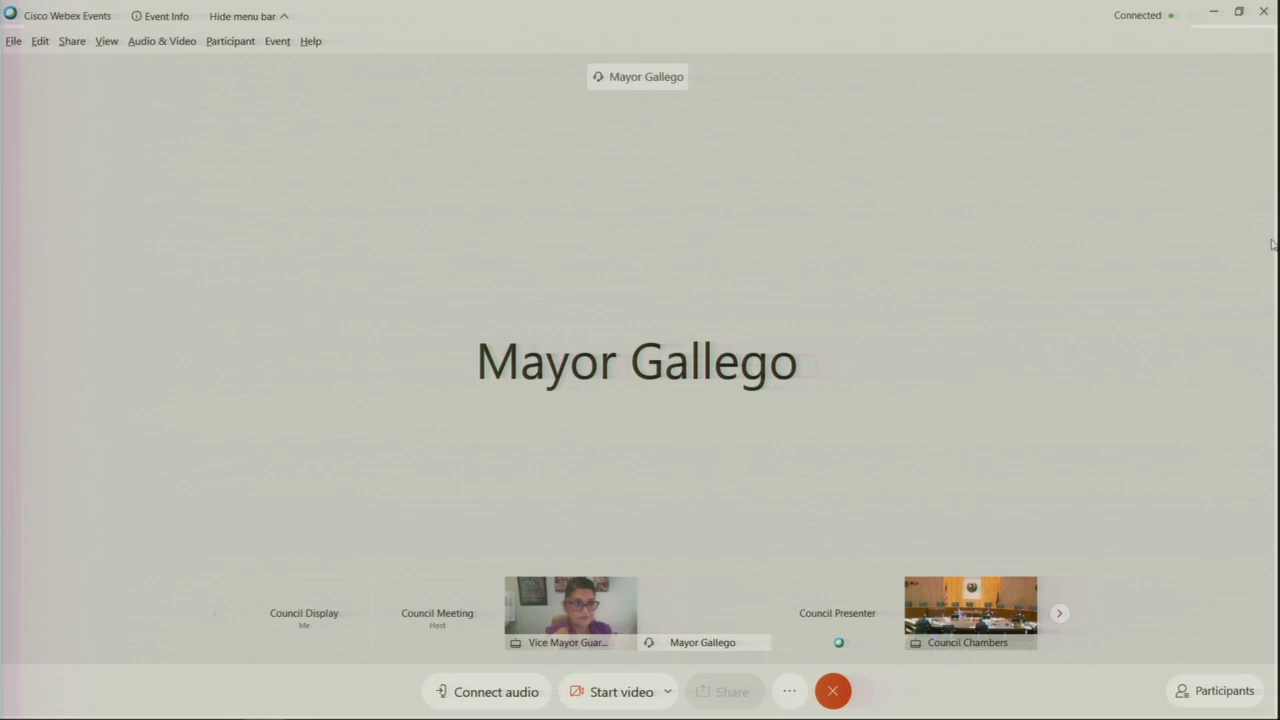 Cisco Webex Events Event Info Hide menu bar Connected
File Edit Share View Audio & Video Participant Event Help
Mayor Gallego
Mayor Gallego
Council Display
Me
Council Meeting
Host
Vice Mayor Guar...
Mayor Gallego
Council Presenter
Council Chambers
Connect audio Start video Share ... Participants